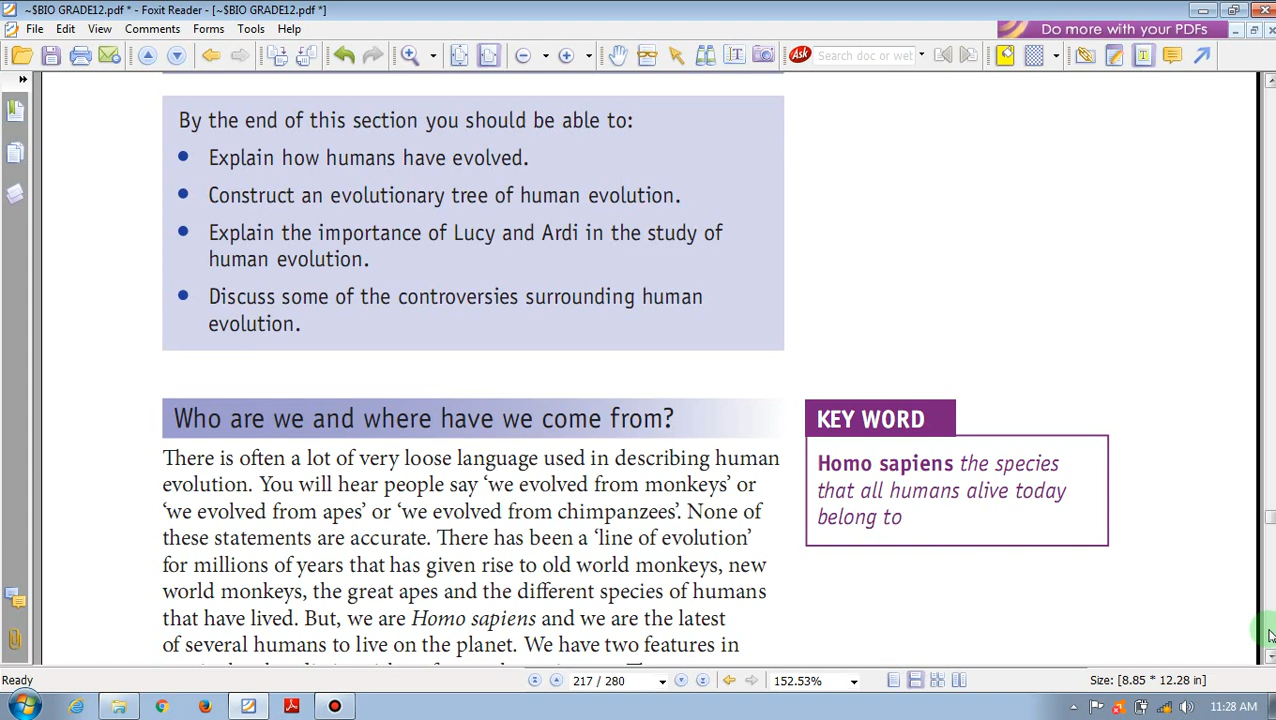 ~$BIO GRADE12.pdf * - Foxit Reader - [~$BIO GRADE12.pdf *]
File Edit View Comments Forms Tools Help
Do more with your PDFs
Ask Search doc or wet
By the end of this section you should be able to:
• Explain how humans have evolved.
• Construct an evolutionary tree of human evolution.
• Explain the importance of Lucy and Ardi in the study of
human evolution.
• Discuss some of the controversies surrounding human
evolution.
Who are we and where have we come from?
There is often a lot of very loose language used in describing human
evolution. You will hear people say ‘we evolved from monkeys’ or
‘we evolved from apes’ or ‘we evolved from chimpanzees’. None of
these statements are accurate. There has been a ‘line of evolution’
for millions of years that has given rise to old world monkeys, new
world monkeys, the great apes and the different species of humans
that have lived. But, we are Homo sapiens and we are the latest
of several humans to live on the planet. We have two features in
KEY WORD
Homo sapiens the species
that all humans alive today
belong to
Ready
217 / 280
152.53%
Size: [8.85 * 12.28 in]
11:28 AM